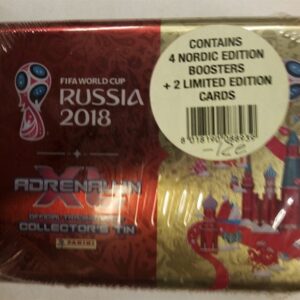 CONTAINS
4 NORDIC EDITION
BOOSTERS
+ 2 LIMITED EDITION
CARDS
FIFA WORLD CUP
RUSSIA
2018
ADRENALYN
XL
COLLECTOR'S TIN
PANINI